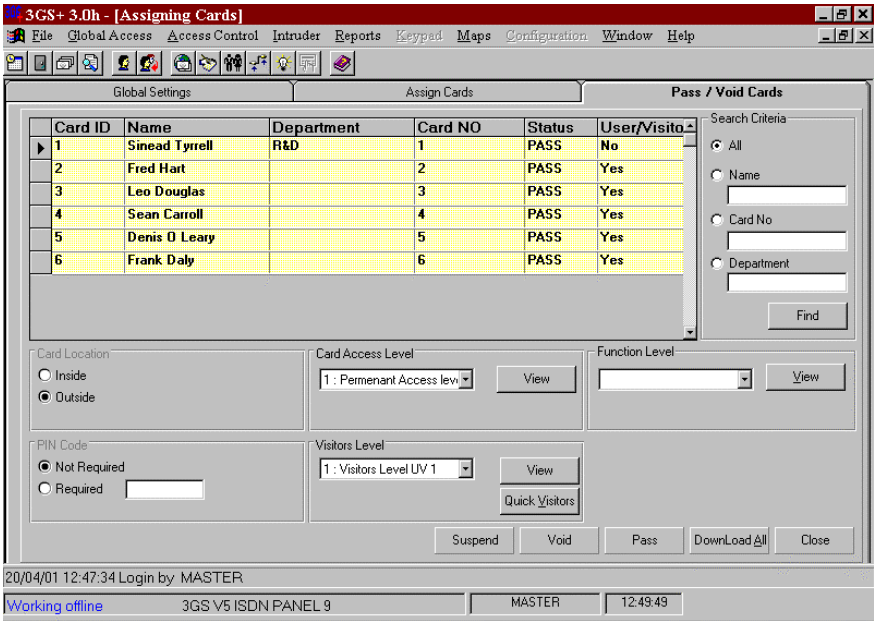 3GS+ 3.0h - [Assigning Cards]
File Global Access Access Control Intruder Reports Keypad Maps Configuration Window Help
Global Settings Assign Cards Pass / Void Cards
Card ID Name Department Card NO Status User/Visito
1 Sinead Tyrrell R&D 1 PASS No
2 Fred Hart 2 PASS Yes
3 Leo Douglas 3 PASS Yes
4 Sean Carroll 4 PASS Yes
5 Denis O Leary 5 PASS Yes
6 Frank Daly 6 PASS Yes
Search Criteria
All
Name
Card No
Department
Find
Card Location
Inside
Outside
Card Access Level
1 : Permenant Access leve View
Function Level
View
PIN Code
Not Required
Required
Visitors Level
1 : Visitors Level UV 1 View
Quick Visitors
Suspend Void Pass DownLoad All Close
20/04/01 12:47:34 Login by MASTER
Working offline 3GS V5 ISDN PANEL 9 MASTER 12:49:49